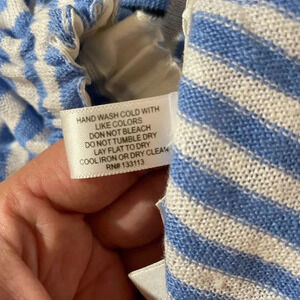 HAND WASH COLD WITH
LIKE COLORS
DON NOT BLEACH
DO NOT TUMBLE DRY
LAY FLAT TO DRY
COOL IRON OR DRY CLEAN
RN# 133113